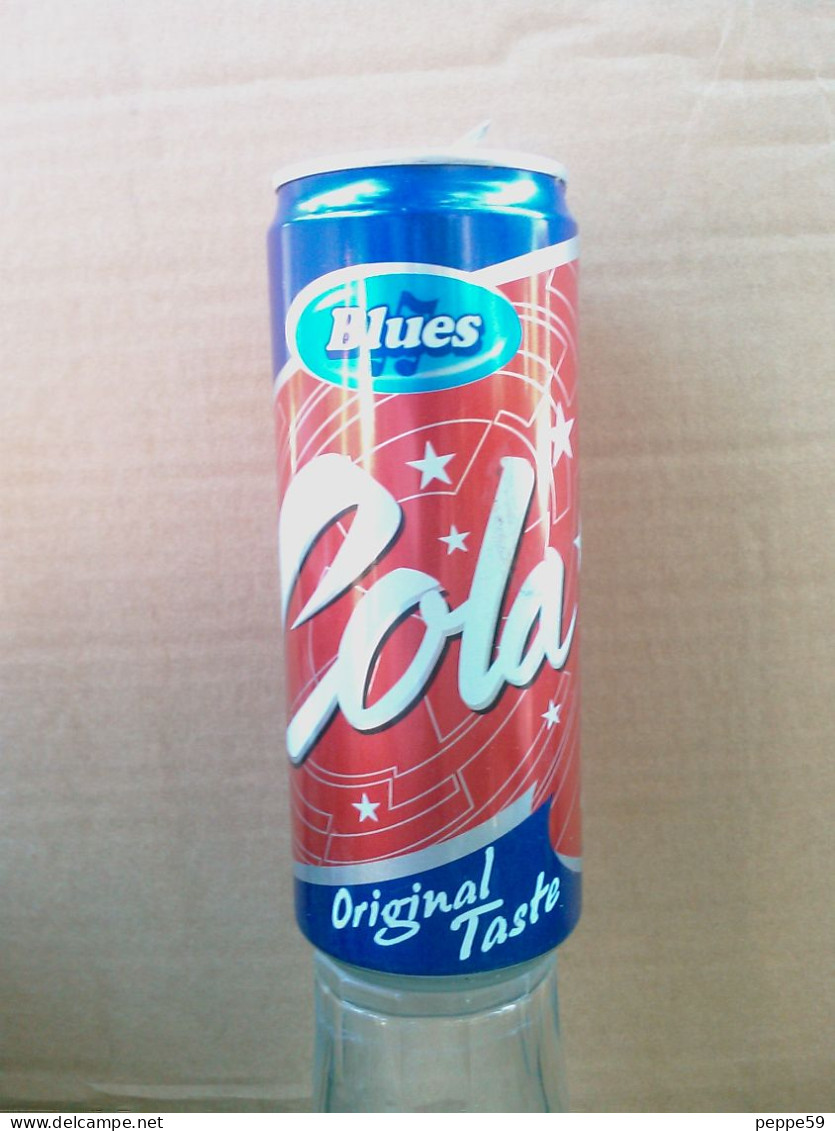 Blues
Cola
Original
Taste
www.delcampe.net
peppe59